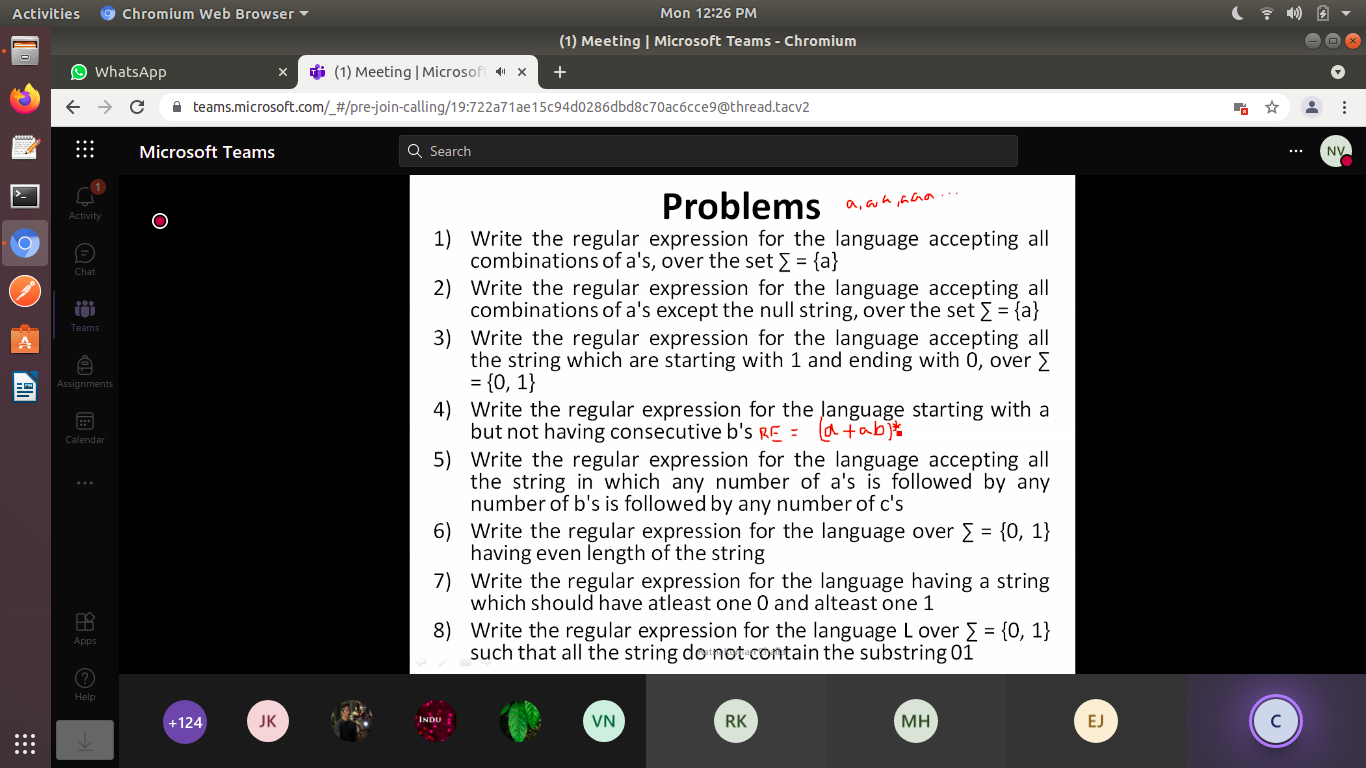 Activities Chromium Web Browser Mon 12:26 PM
(1) Meeting | Microsoft Teams - Chromium
WhatsApp (1) Meeting | Microsof
teams.microsoft.com/_#/pre-join-calling/19:722a71ae15c94d0286dbd8c70ac6cce9@thread.tacv2
Microsoft Teams Search NV
1
Activity
Chat
Teams
Assignments
Calendar
Apps
Help
Problems a, aa, aaa ...
1) Write the regular expression for the language accepting all
combinations of a's, over the set ∑ = {a}
2) Write the regular expression for the language accepting all
combinations of a's except the null string, over the set ∑ = {a}
3) Write the regular expression for the language accepting all
the string which are starting with 1 and ending with 0, over ∑
= {0, 1}
4) Write the regular expression for the language starting with a
but not having consecutive b's RE = (a+ab)*
5) Write the regular expression for the language accepting all
the string in which any number of a's is followed by any
number of b's is followed by any number of c's
6) Write the regular expression for the language over ∑ = {0, 1}
having even length of the string
7) Write the regular expression for the language having a string
which should have atleast one 0 and alteast one 1
8) Write the regular expression for the language L over ∑ = {0, 1}
such that all the string do not contain the substring 01
+124 JK INDU VN RK MH EJ C